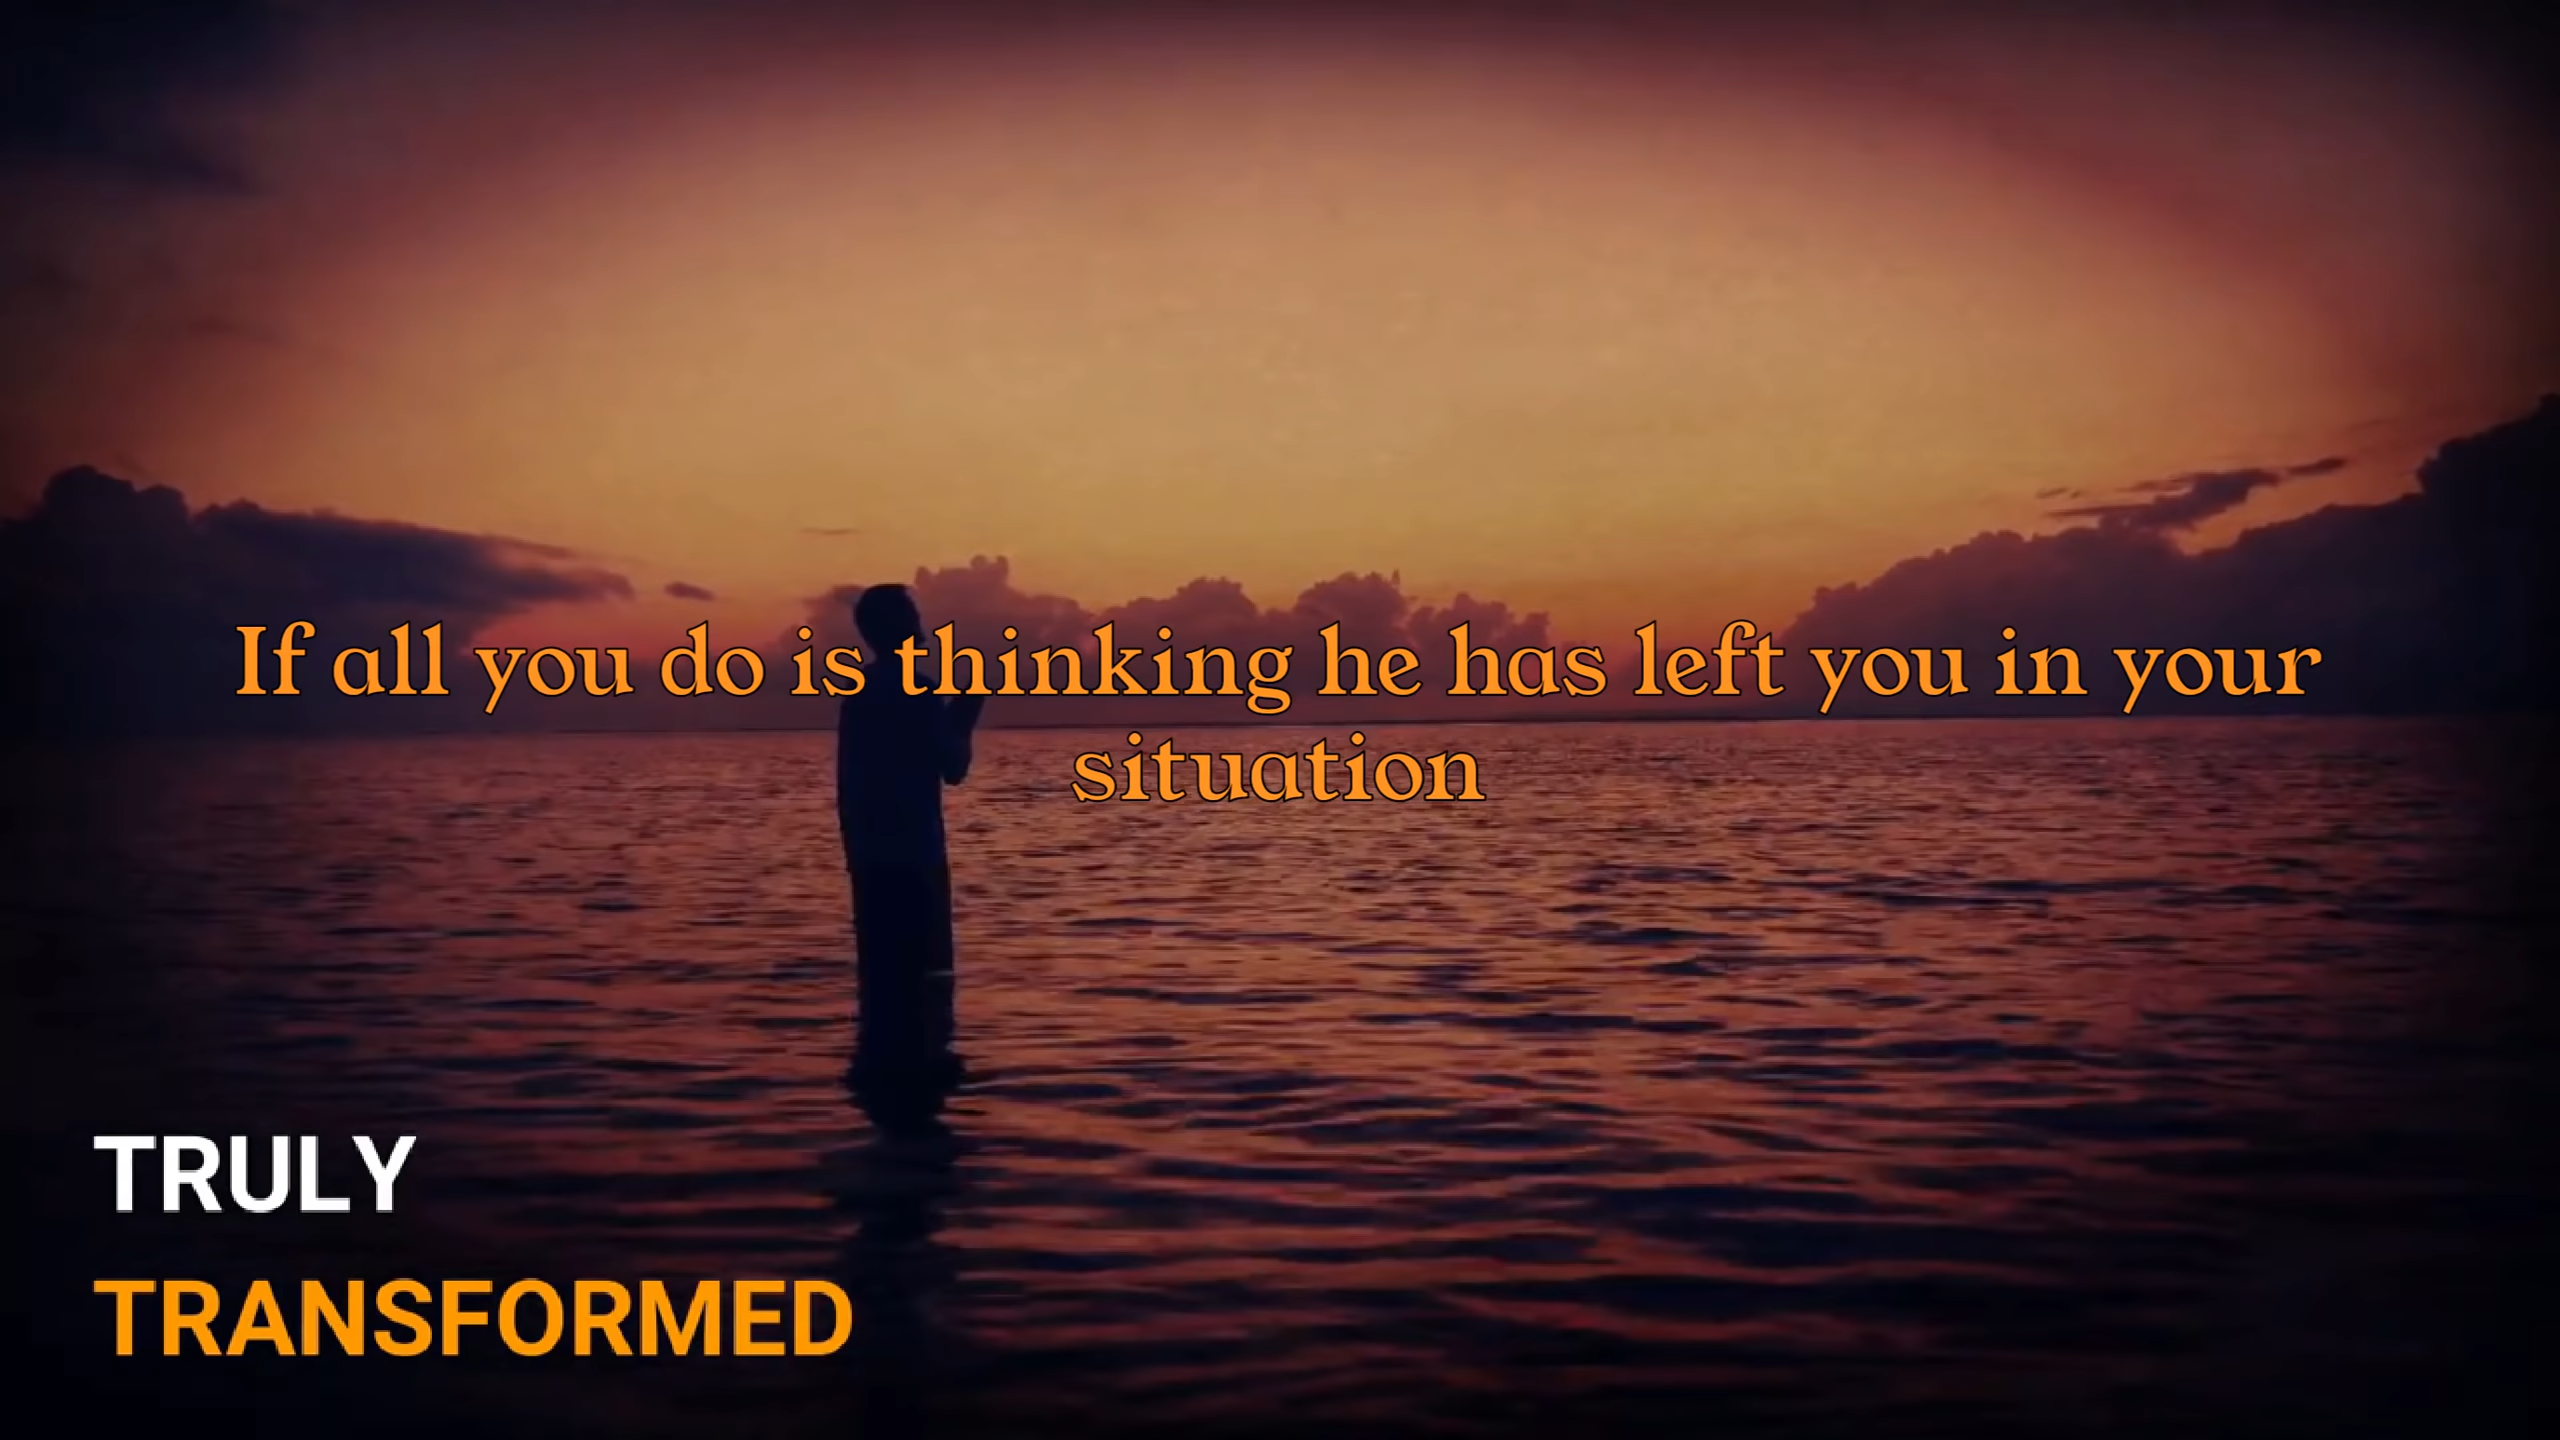 If all you do is thinking he has left you in your
situation
TRULY
TRANSFORMED